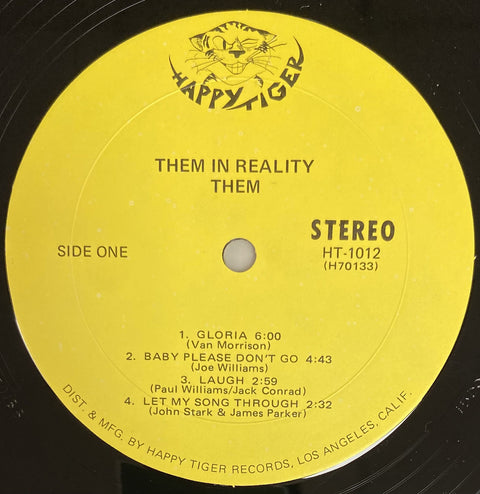 HAPPY TIGER
THEM IN REALITY
THEM
STEREO
SIDE ONE
HT-1012
(H70133)
1. GLORIA 6:00
(Van Morrison)
2. BABY PLEASE DON'T GO 4:43
(Joe Williams)
3. LAUGH 2:59
(Paul Williams/Jack Conrad)
4. LET MY SONG THROUGH 2:32
(John Stark & James Parker)
DIST. & MFG. BY HAPPY TIGER RECORDS, LOS ANGELES, CALIF.